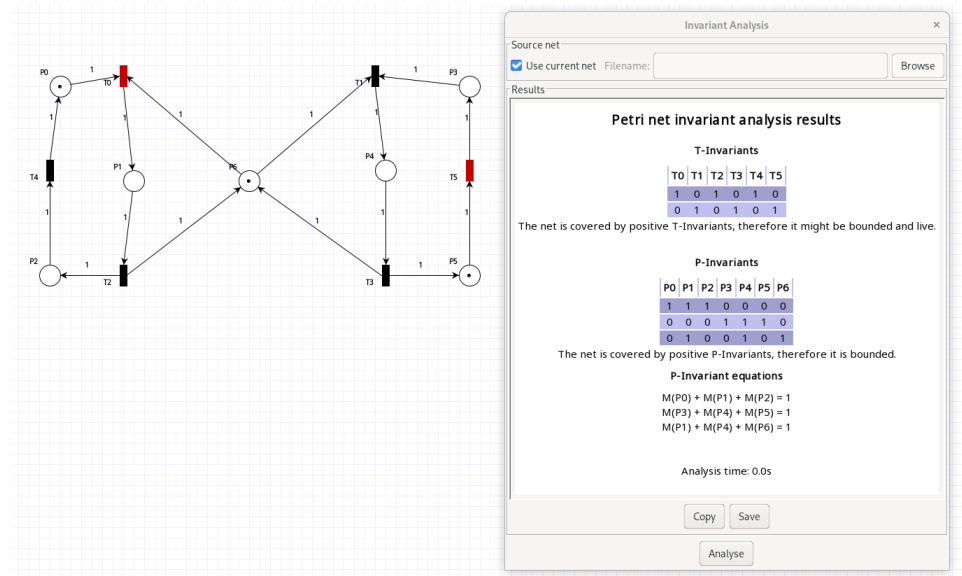 Invariant Analysis ×
Source net
Use current net Filename: Browse
Results
Petri net invariant analysis results
T-Invariants
T0 T1 T2 T3 T4 T5
1 0 1 0 1 0
0 1 0 1 0 1
The net is covered by positive T-Invariants, therefore it might be bounded and live.
P-Invariants
P0 P1 P2 P3 P4 P5 P6
1 1 1 0 0 0 0
0 0 0 1 1 1 0
0 1 0 0 1 0 1
The net is covered by positive P-Invariants, therefore it is bounded.
P-Invariant equations
M(P0) + M(P1) + M(P2) = 1
M(P3) + M(P4) + M(P5) = 1
M(P1) + M(P4) + M(P6) = 1
Analysis time: 0.0s
Copy Save
Analyse
P0 1 T0 T1 1 P3
1 1 1 1 1 1
T4 P1 P6 P4 T5
1 1 1 1 1 1
P2 1 T2 T3 1 P5